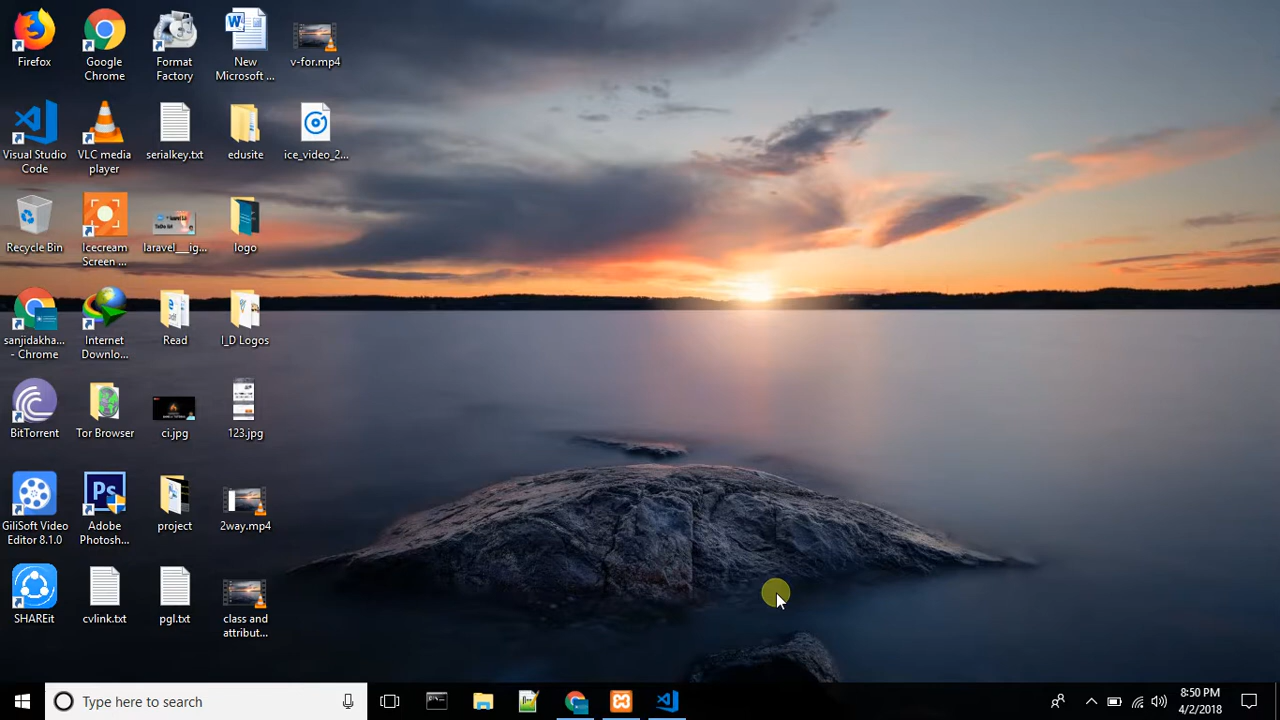 Firefox
Google
Chrome
Format
Factory
New
Microsoft ...
v-for.mp4
Visual Studio
Code
VLC media
player
serialkey.txt
edusite
ice_video_2...
Recycle Bin
Icecream
Screen ...
laravel__ig...
logo
sanjidakha...
- Chrome
Internet
Downlo...
Read
I_D Logos
BitTorrent
Tor Browser
ci.jpg
123.jpg
GiliSoft Video
Editor 8.1.0
Ps
Adobe
Photosh...
project
2way.mp4
SHAREit
cvlink.txt
pgl.txt
class and
attribut...
Type here to search
8:50 PM
4/2/2018